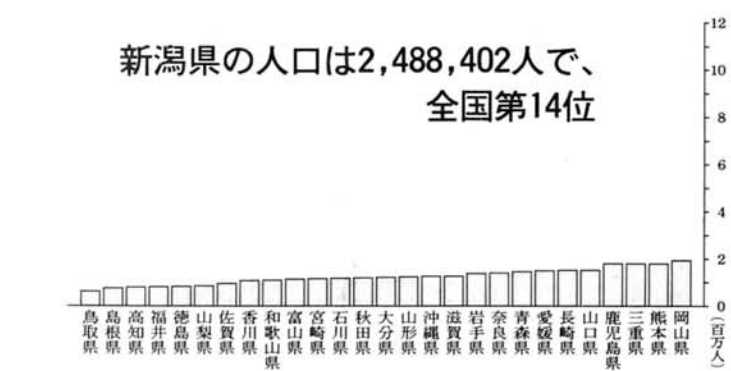 新潟県の人口は2,488,402人で、
全国第14位
12
10
8
6
4
2
0
(百万人)
鳥取県
島根県
高知県
福井県
徳島県
山梨県
佐賀県
香川県
和歌山県
富山県
宮崎県
石川県
秋田県
大分県
山形県
沖縄県
滋賀県
岩手県
奈良県
青森県
愛媛県
長崎県
山口県
鹿児島県
三重県
熊本県
岡山県